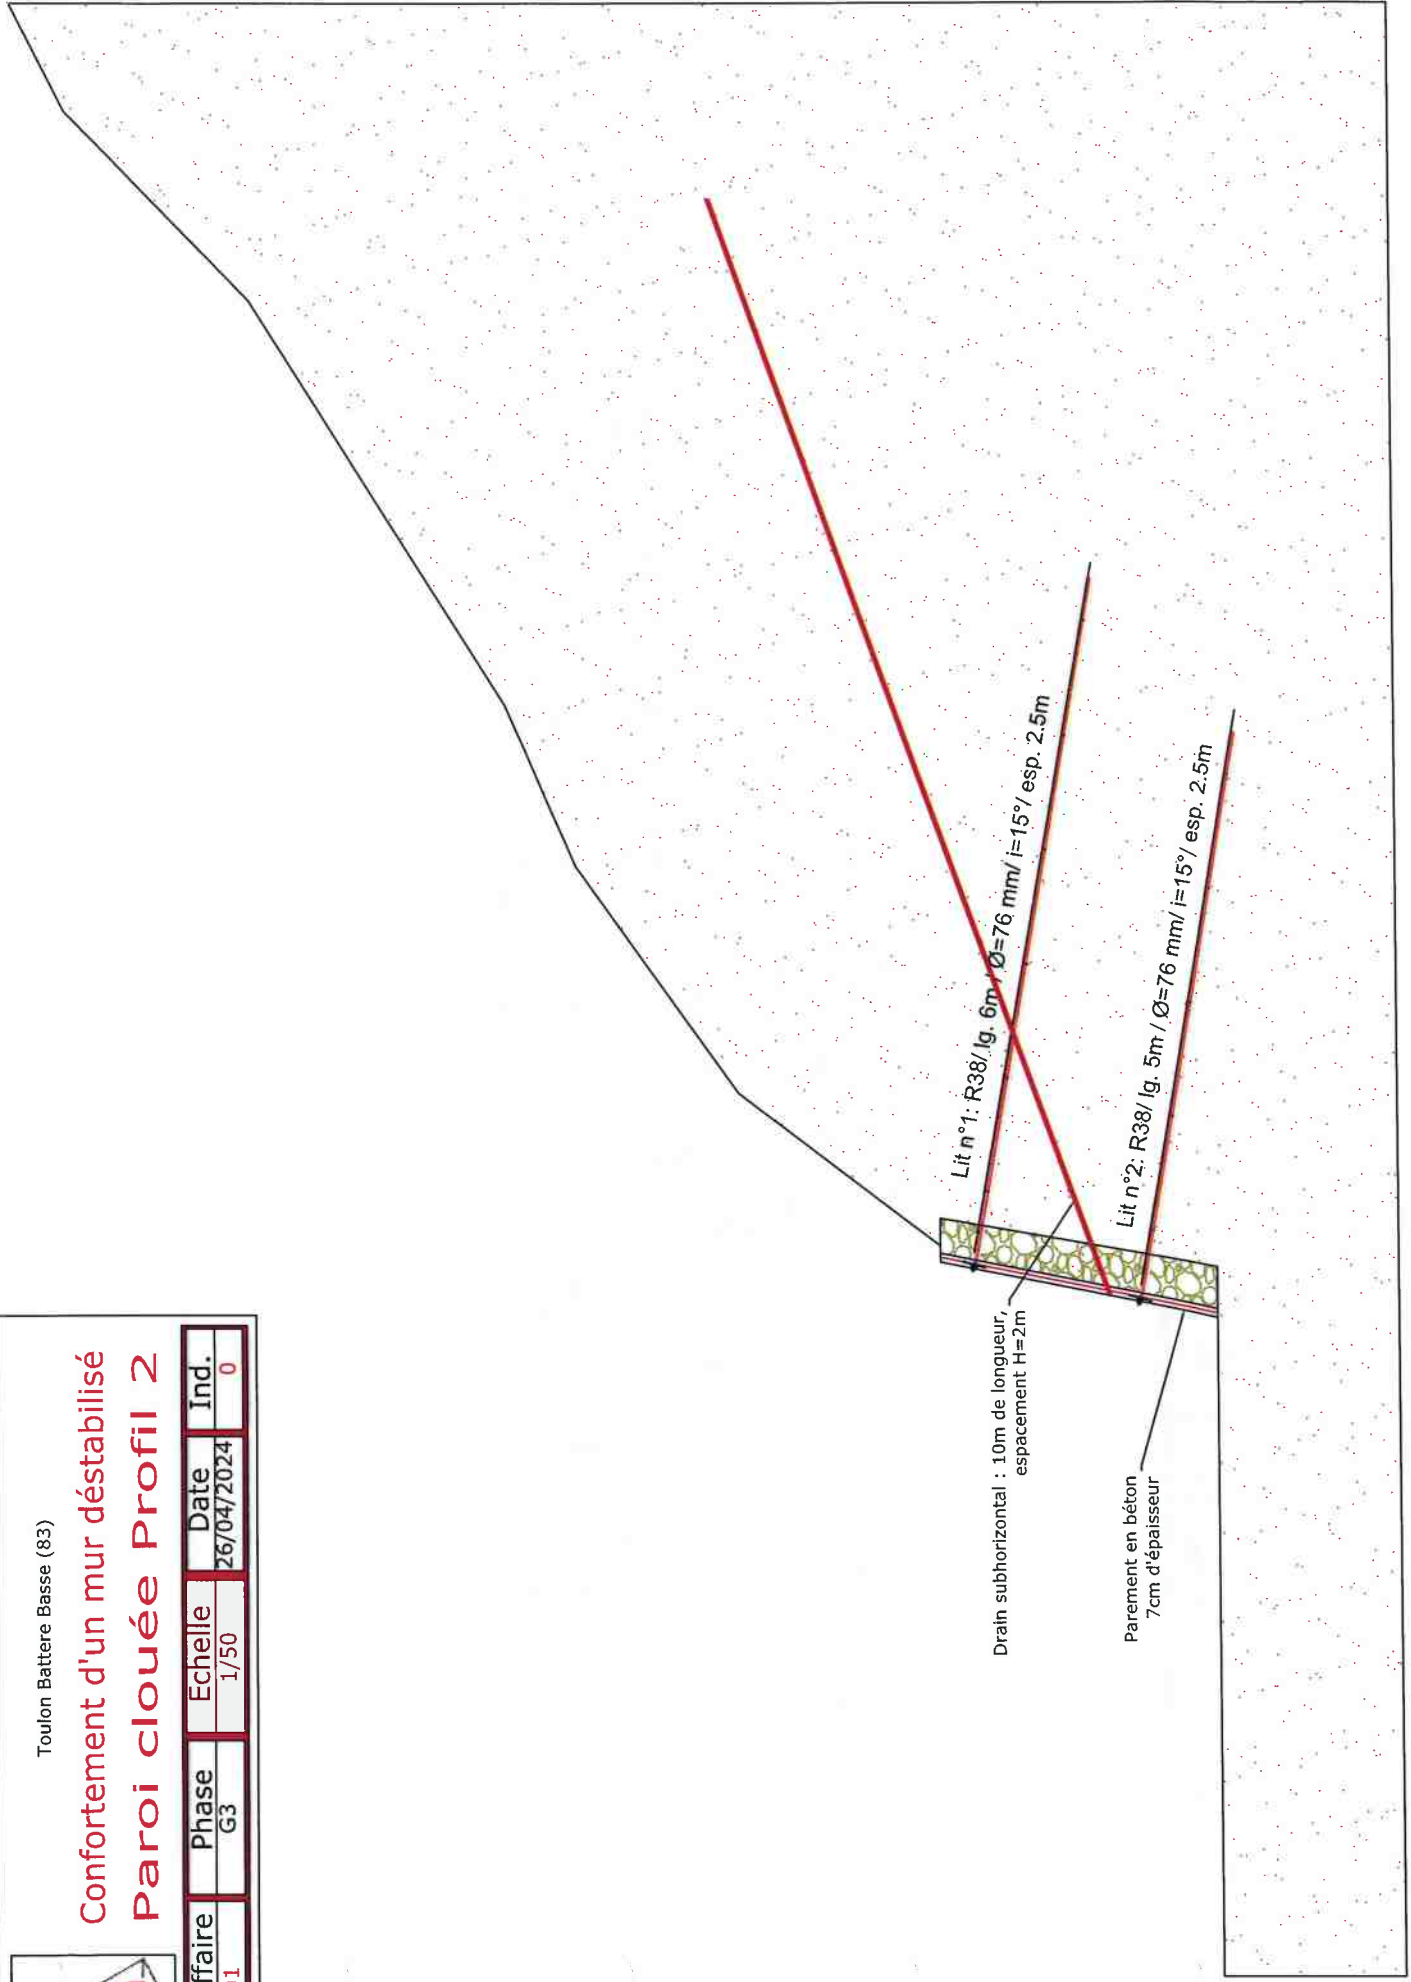 Toulon Battere Basse (83)
Confortement d'un mur déstabilisé
Paroi clouée Profil 2
Phase Echelle Date Ind.
G3 1/50 26/04/2024 0
Lit n°1: R38/ lg. 6m / Ø=76 mm/ i=15°/ esp. 2.5m
Lit n°2: R38/ lg. 5m / Ø=76 mm/ i=15°/ esp. 2.5m
Drain subhorizontal : 10m de longueur,
espacement H=2m
Parement en béton
7cm d'épaisseur